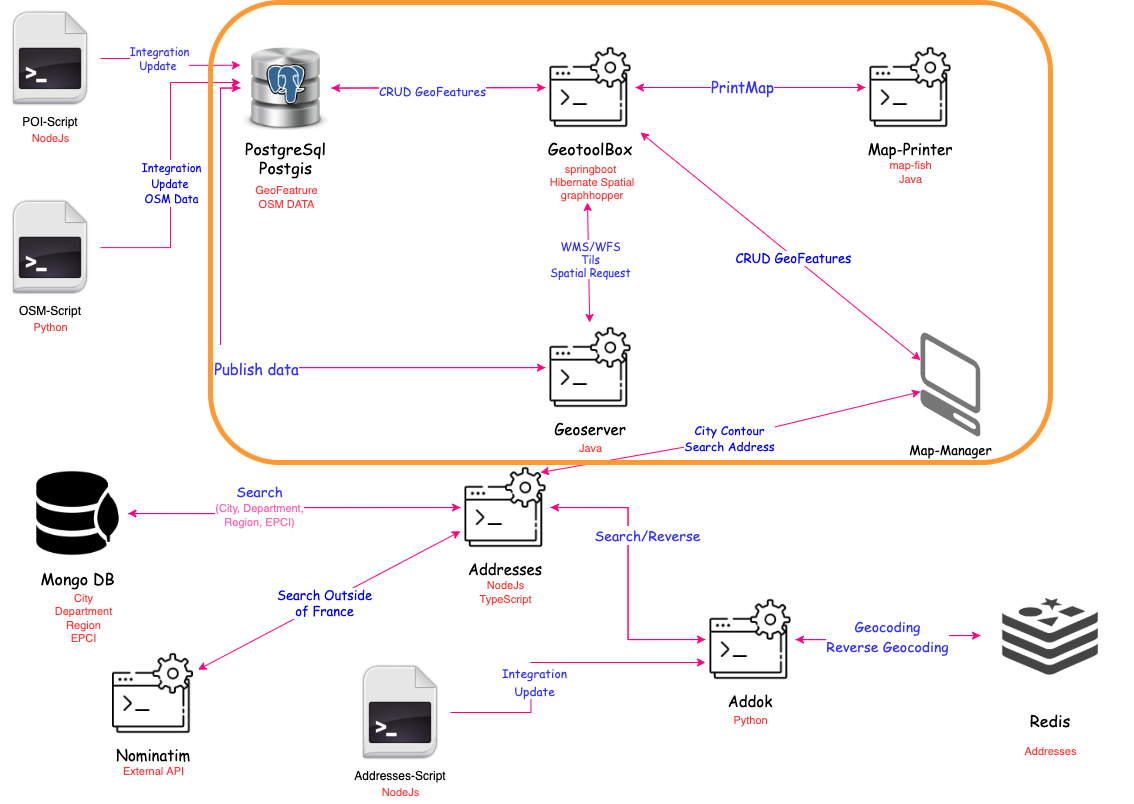 Integration
Update
POI-Script
NodeJs
Integration
Update
OSM Data
OSM-Script
Python
PostgreSql
Postgis
GeoFeatrure
OSM DATA
CRUD GeoFeatures
GeotoolBox
springboot
Hibernate Spatial
graphhopper
PrintMap
Map-Printer
map-fish
Java
WMS/WFS
Tils
Spatial Request
CRUD GeoFeatures
Publish data
Geoserver
Java
City Contour
Search Address
Map-Manager
Search
(City, Department,
Region, EPCI)
Mongo DB
City
Department
Region
EPCI
Addresses
NodeJs
TypeScript
Search/Reverse
Search Outside
of France
Nominatim
External API
Integration
Update
Addresses-Script
NodeJs
Addok
Python
Geocoding
Reverse Geocoding
Redis
Addresses